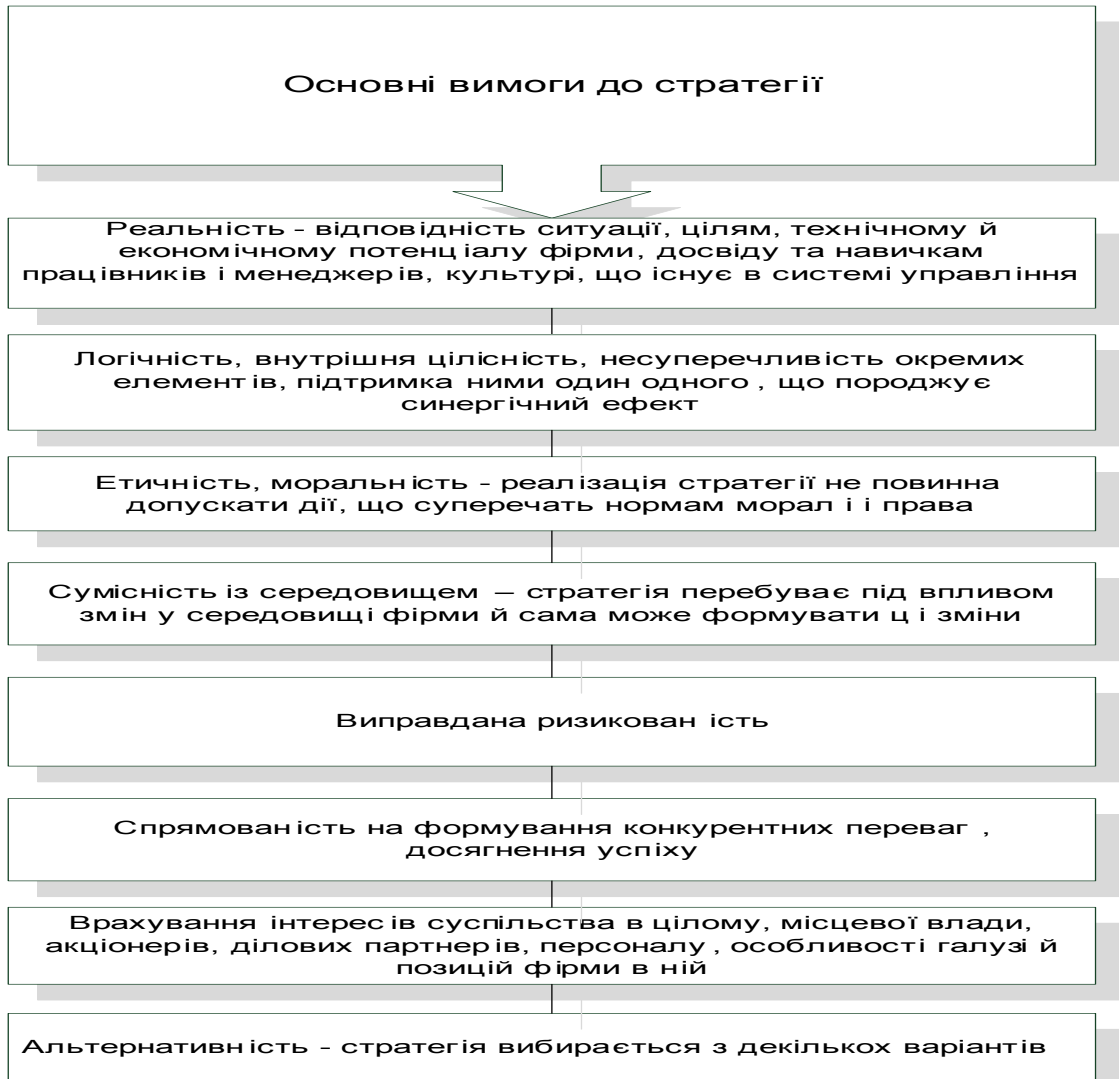 Основні вимоги до стратегії
Реальність - відповідність ситуації, цілям, технічному й
економічному потенціалу фірми, досвіду та навичкам
працівників і менеджерів, культурі, що існує в системі управління
Логічність, внутрішня цілісність, несуперечливість окремих
елементів, підтримка ними один одного , що породжує
синергічний ефект
Етичність, моральність - реалізація стратегії не повинна
допускати дії, що суперечать нормам моралі і права
Сумісність із середовищем – стратегія перебуває під впливом
змін у середовищі фірми й сама може формувати ці зміни
Виправдана ризикованість
Спрямованість на формування конкурентних переваг ,
досягнення успіху
Врахування інтересів суспільства в цілому, місцевої влади,
акціонерів, ділових партнерів, персоналу , особливості галузі й
позицій фірми в ній
Альтернативність - стратегія вибирається з декількох варіантів